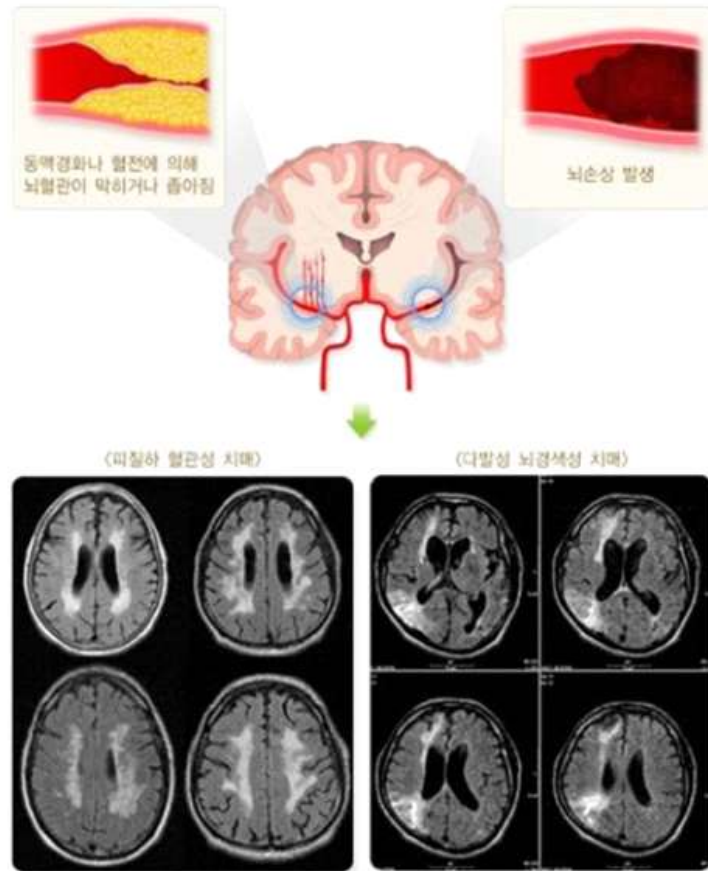 동맥경화나 혈전에 의해
뇌혈관이 막히거나 좁아짐
뇌손상 발생
〈피질하 혈관성 치매〉
〈다발성 뇌경색성 치매〉